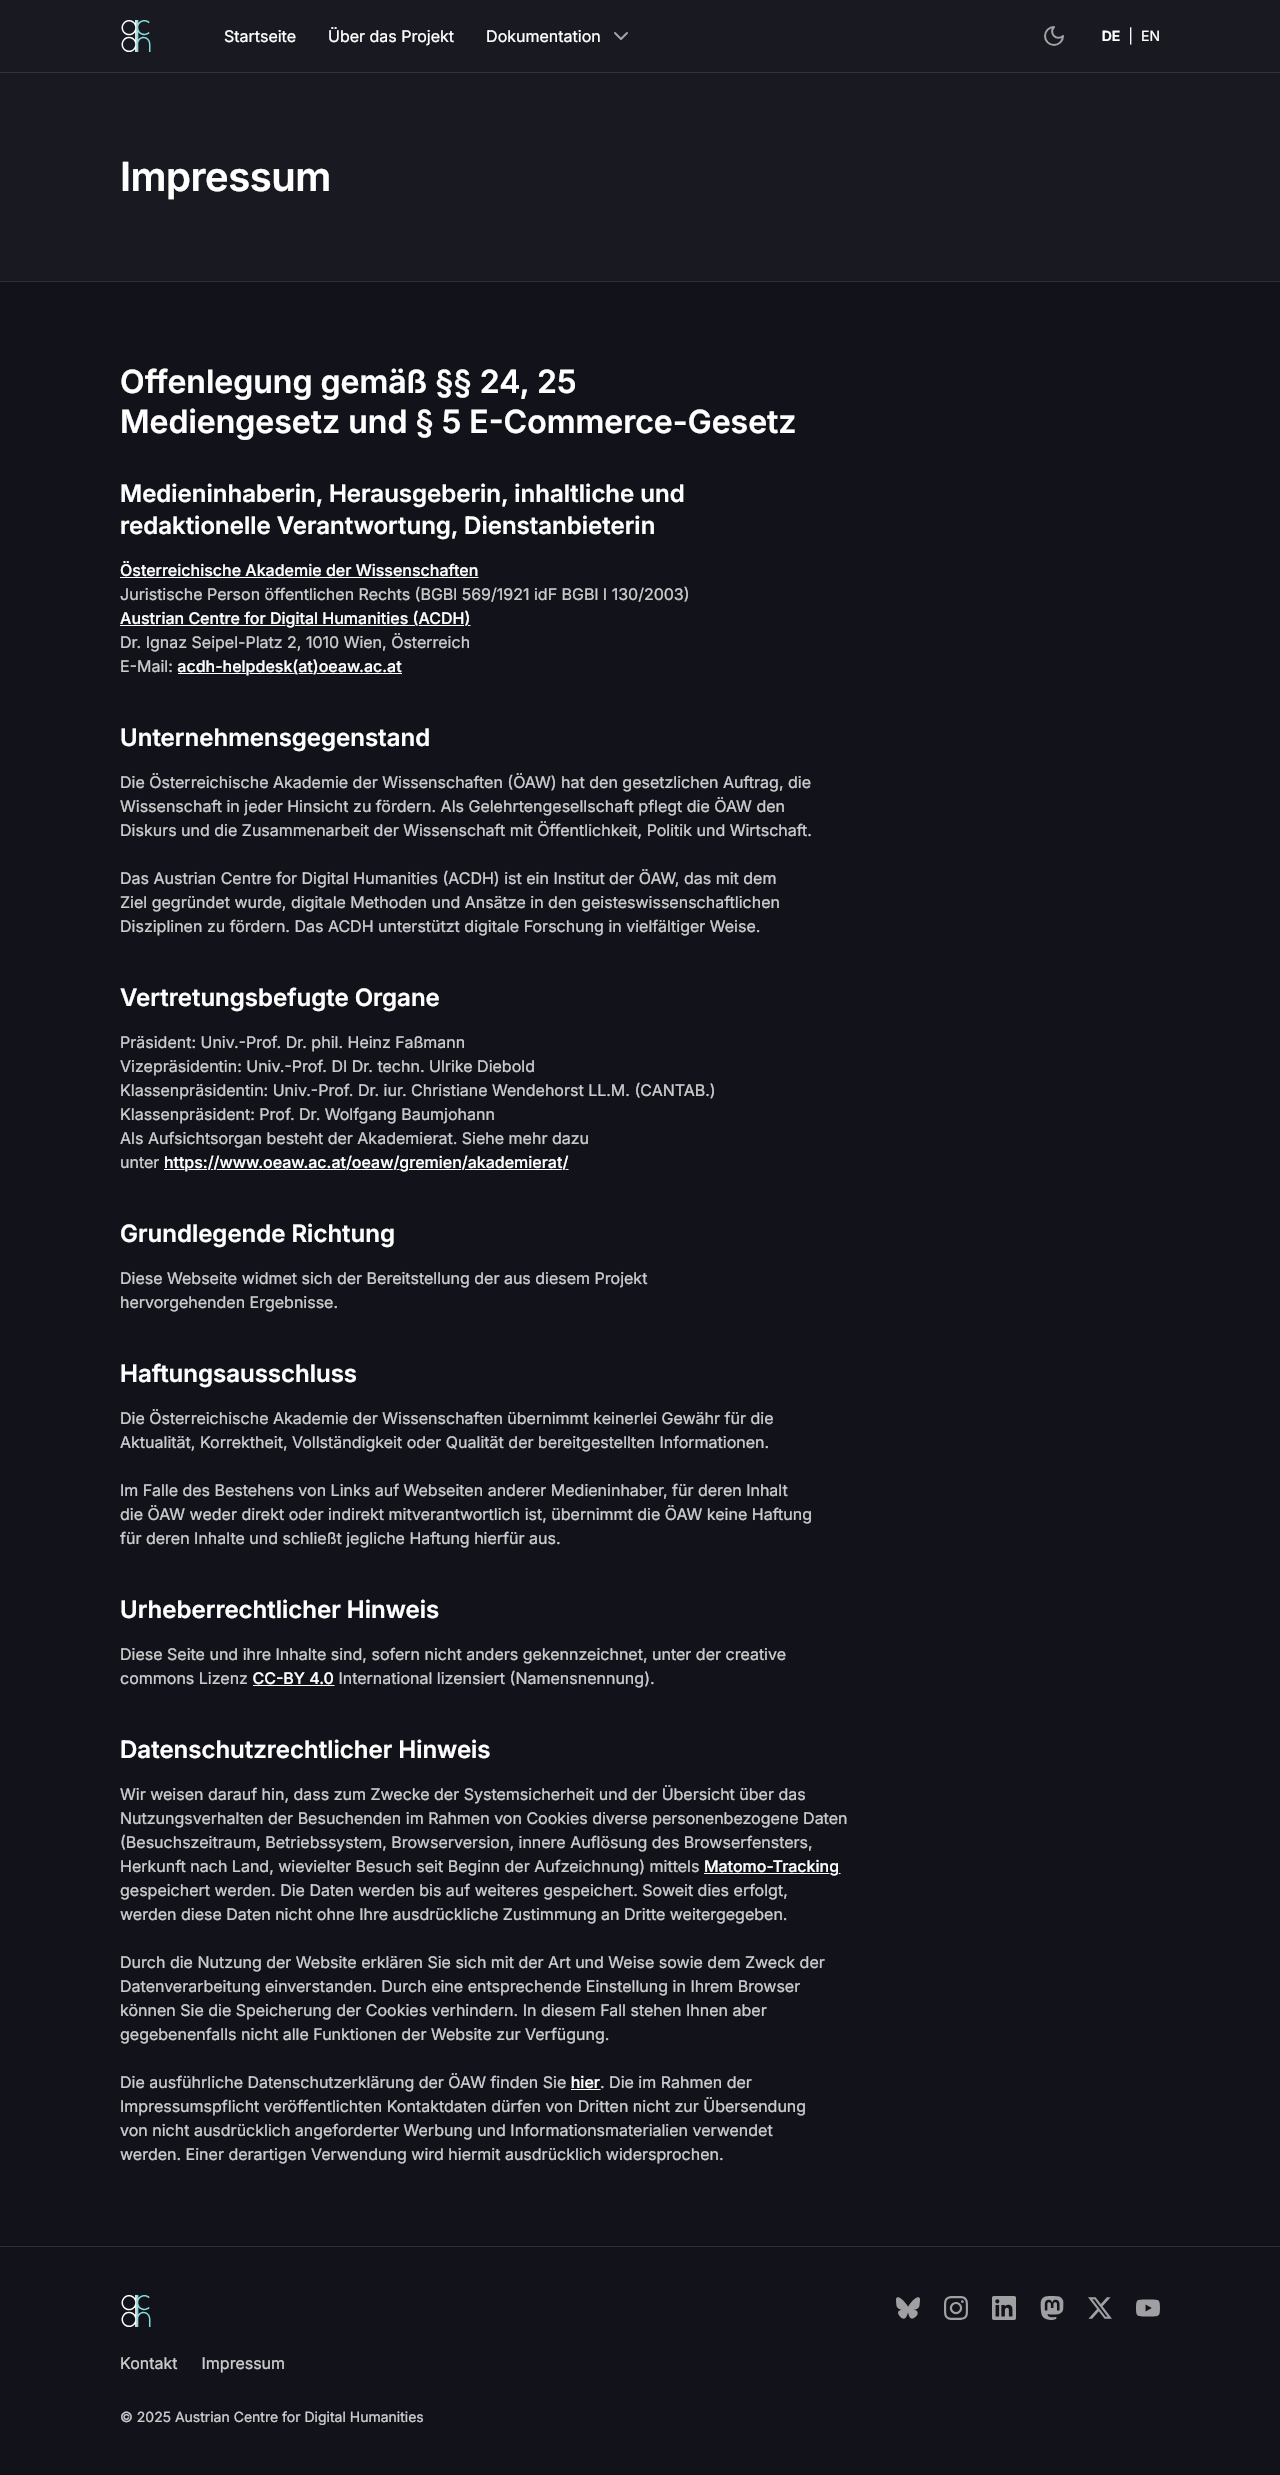 acdh
Startseite
Über das Projekt
Dokumentation
DE | EN
Impressum
Offenlegung gemäß §§ 24, 25
Mediengesetz und § 5 E-Commerce-Gesetz
Medieninhaberin, Herausgeberin, inhaltliche und
redaktionelle Verantwortung, Dienstanbieterin
Österreichische Akademie der Wissenschaften
Juristische Person öffentlichen Rechts (BGBl 569/1921 idF BGBl I 130/2003)
Austrian Centre for Digital Humanities (ACDH)
Dr. Ignaz Seipel-Platz 2, 1010 Wien, Österreich
E-Mail: acdh-helpdesk(at)oeaw.ac.at
Unternehmensgegenstand
Die Österreichische Akademie der Wissenschaften (ÖAW) hat den gesetzlichen Auftrag, die
Wissenschaft in jeder Hinsicht zu fördern. Als Gelehrtengesellschaft pflegt die ÖAW den
Diskurs und die Zusammenarbeit der Wissenschaft mit Öffentlichkeit, Politik und Wirtschaft.
Das Austrian Centre for Digital Humanities (ACDH) ist ein Institut der ÖAW, das mit dem
Ziel gegründet wurde, digitale Methoden und Ansätze in den geisteswissenschaftlichen
Disziplinen zu fördern. Das ACDH unterstützt digitale Forschung in vielfältiger Weise.
Vertretungsbefugte Organe
Präsident: Univ.-Prof. Dr. phil. Heinz Faßmann
Vizepräsidentin: Univ.-Prof. DI Dr. techn. Ulrike Diebold
Klassenpräsidentin: Univ.-Prof. Dr. iur. Christiane Wendehorst LL.M. (CANTAB.)
Klassenpräsident: Prof. Dr. Wolfgang Baumjohann
Als Aufsichtsorgan besteht der Akademierat. Siehe mehr dazu
unter https://www.oeaw.ac.at/oeaw/gremien/akademierat/
Grundlegende Richtung
Diese Webseite widmet sich der Bereitstellung der aus diesem Projekt
hervorgehenden Ergebnisse.
Haftungsausschluss
Die Österreichische Akademie der Wissenschaften übernimmt keinerlei Gewähr für die
Aktualität, Korrektheit, Vollständigkeit oder Qualität der bereitgestellten Informationen.
Im Falle des Bestehens von Links auf Webseiten anderer Medieninhaber, für deren Inhalt
die ÖAW weder direkt oder indirekt mitverantwortlich ist, übernimmt die ÖAW keine Haftung
für deren Inhalte und schließt jegliche Haftung hierfür aus.
Urheberrechtlicher Hinweis
Diese Seite und ihre Inhalte sind, sofern nicht anders gekennzeichnet, unter der creative
commons Lizenz CC-BY 4.0 International lizensiert (Namensnennung).
Datenschutzrechtlicher Hinweis
Wir weisen darauf hin, dass zum Zwecke der Systemsicherheit und der Übersicht über das
Nutzungsverhalten der Besuchenden im Rahmen von Cookies diverse personenbezogene Daten
(Besuchszeitraum, Betriebssystem, Browserversion, innere Auflösung des Browserfensters,
Herkunft nach Land, wievielter Besuch seit Beginn der Aufzeichnung) mittels Matomo-Tracking
gespeichert werden. Die Daten werden bis auf weiteres gespeichert. Soweit dies erfolgt,
werden diese Daten nicht ohne Ihre ausdrückliche Zustimmung an Dritte weitergegeben.
Durch die Nutzung der Website erklären Sie sich mit der Art und Weise sowie dem Zweck der
Datenverarbeitung einverstanden. Durch eine entsprechende Einstellung in Ihrem Browser
können Sie die Speicherung der Cookies verhindern. In diesem Fall stehen Ihnen aber
gegebenenfalls nicht alle Funktionen der Website zur Verfügung.
Die ausführliche Datenschutzerklärung der ÖAW finden Sie hier. Die im Rahmen der
Impressumspflicht veröffentlichten Kontaktdaten dürfen von Dritten nicht zur Übersendung
von nicht ausdrücklich angeforderter Werbung und Informationsmaterialien verwendet
werden. Einer derartigen Verwendung wird hiermit ausdrücklich widersprochen.
acdh
Kontakt
Impressum
© 2025 Austrian Centre for Digital Humanities